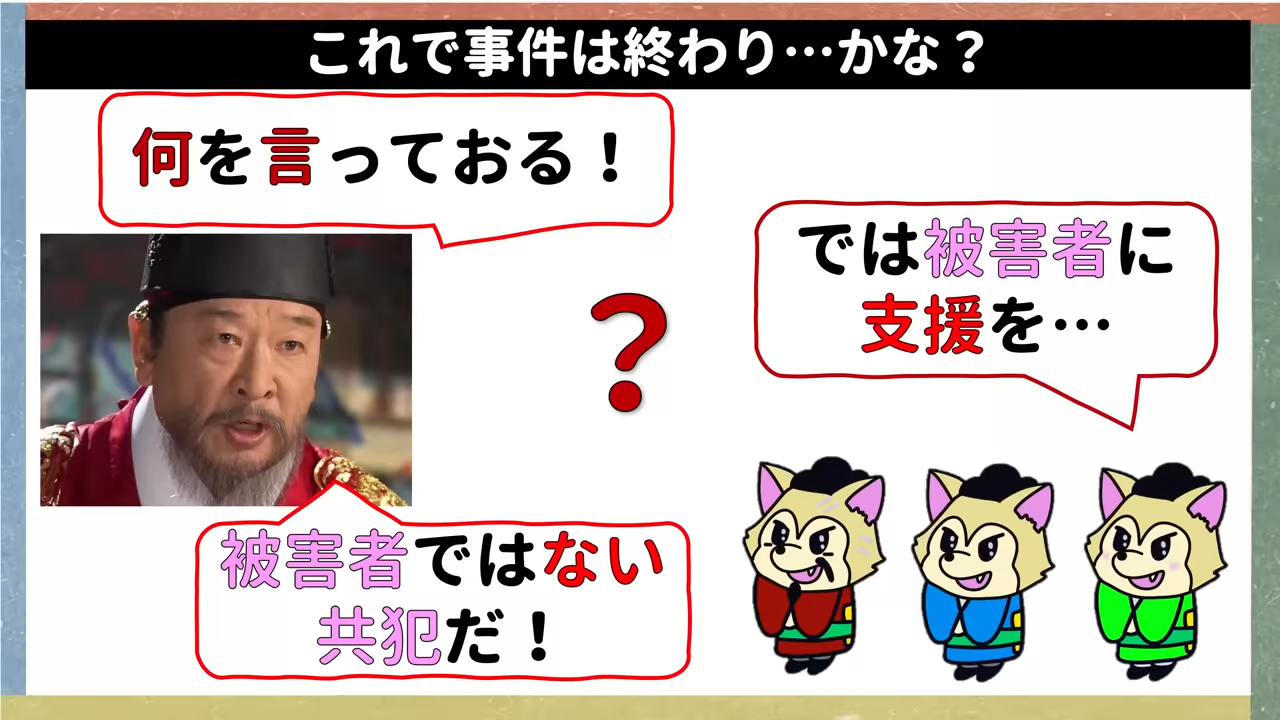 これで事件は終わり…かな？
何を言っておる！
では被害者に
支援を…
？
被害者ではない
共犯だ！